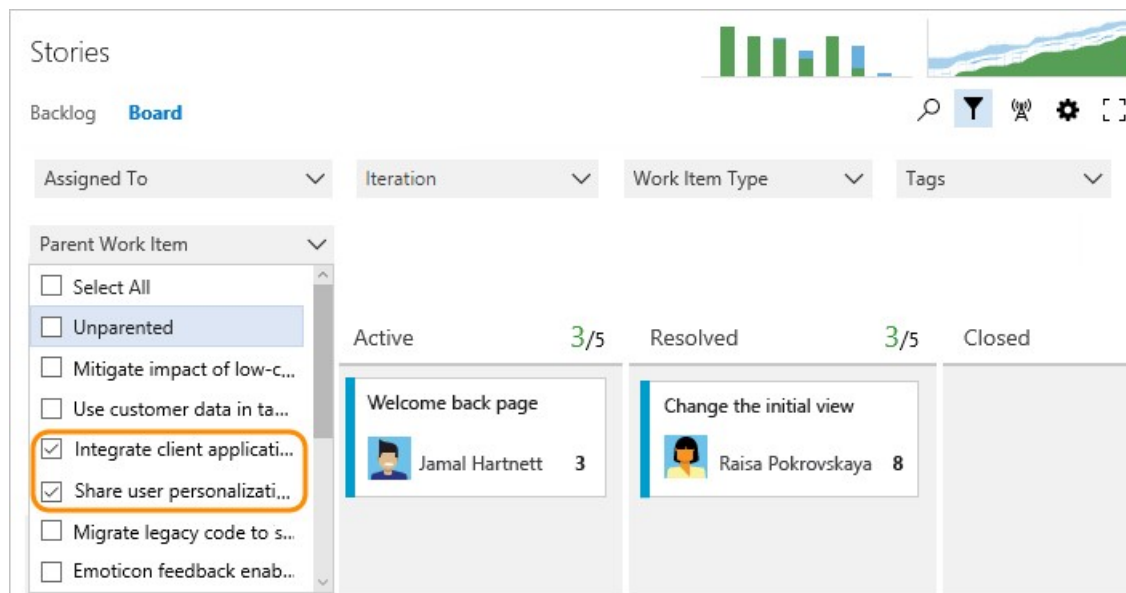 Stories
Backlog Board
Assigned To Iteration Work Item Type Tags
Parent Work Item
Select All
Unparented
Mitigate impact of low-c...
Use customer data in ta...
Integrate client applicati...
Share user personalizati...
Migrate legacy code to s...
Emoticon feedback enab...
Active 3/5 Resolved 3/5 Closed
Welcome back page
Jamal Hartnett 3
Change the initial view
Raisa Pokrovskaya 8